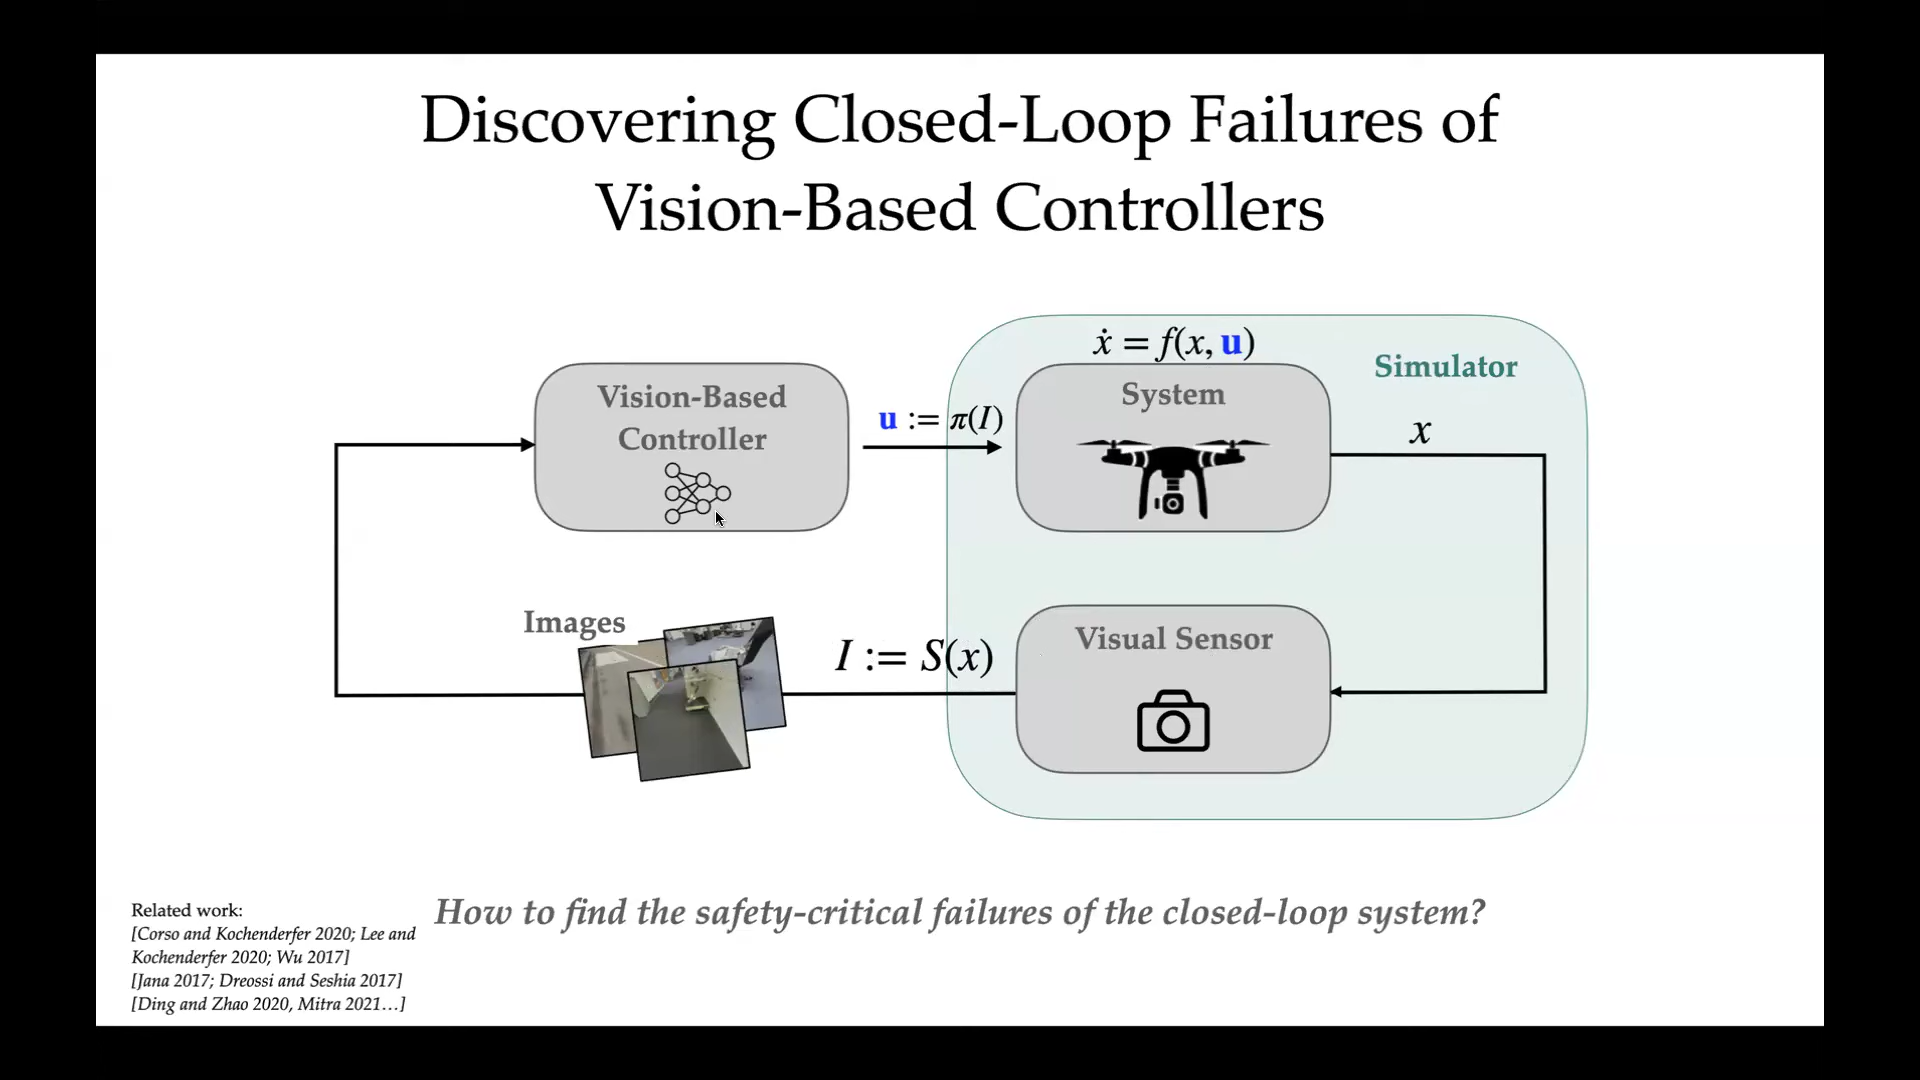 Discovering Closed-Loop Failures of
Vision-Based Controllers
ẋ = f(x, u)
Simulator
Vision-Based
Controller
u := π(I)
System
x
Images
I := S(x)
Visual Sensor
How to find the safety-critical failures of the closed-loop system?
Related work:
[Corso and Kochenderfer 2020; Lee and
Kochenderfer 2020; Wu 2017]
[Jana 2017; Dreossi and Seshia 2017]
[Ding and Zhao 2020, Mitra 2021…]